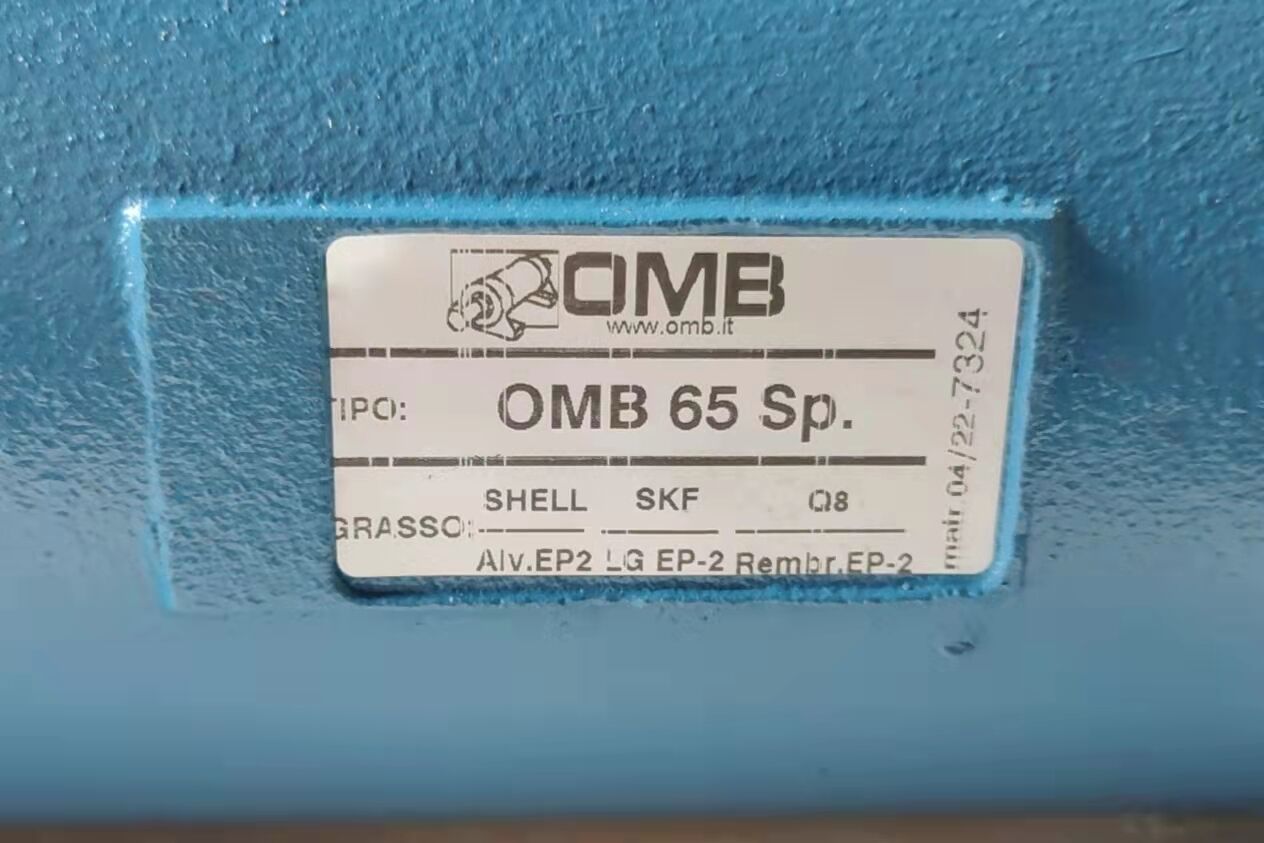 OMB
www.omb.it
TIPO: OMB 65 Sp.
SHELL SKF Q8
GRASSO:
Alv.EP2 LG EP-2 Rembr.EP-2
mair 04/22-7324